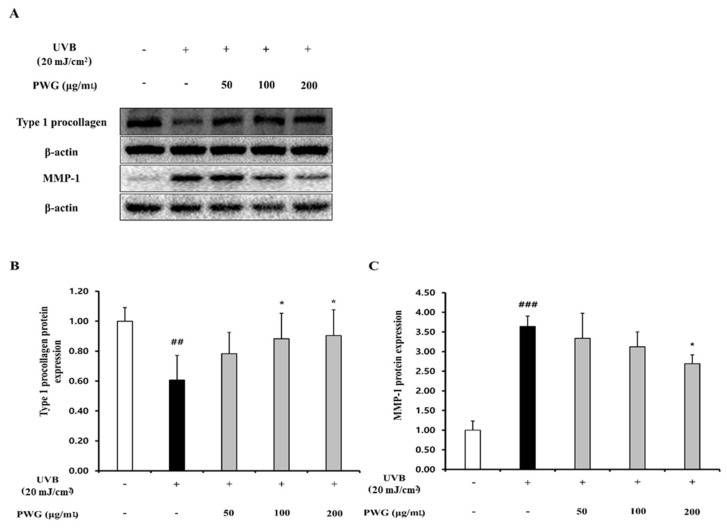 A
UVB - + + + +
(20 mJ/cm²)
PWG (μg/mL) - - 50 100 200
Type 1 procollagen
β-actin
MMP-1
β-actin
B
Type 1 procollagen protein
expression
1.20
1.00
0.80
0.60
0.40
0.20
0.00
##
*
*
UVB - + + + +
(20 mJ/cm²)
PWG (μg/mL) - - 50 100 200
C
MMP-1 protein expression
4.50
4.00
3.50
3.00
2.50
2.00
1.50
1.00
0.50
0.00
###
*
UVB - + + + +
(20 mJ/cm²)
PWG (μg/mL) - - 50 100 200